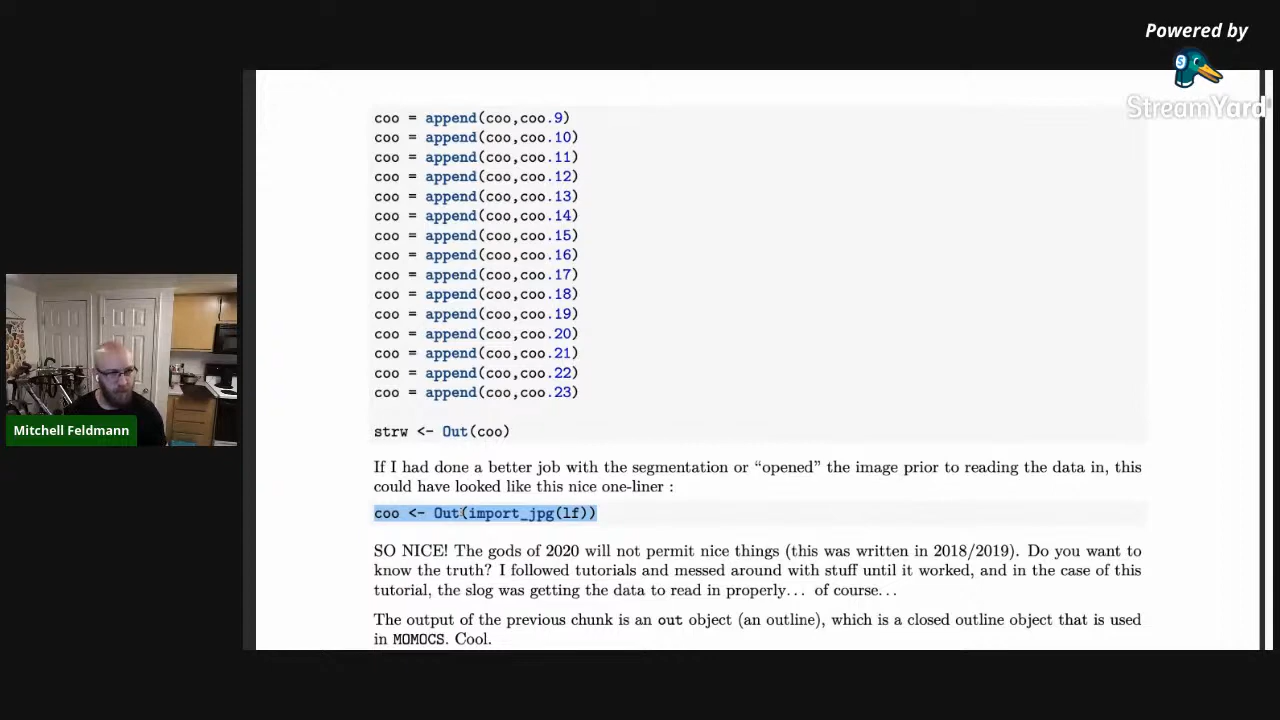 Powered by
S
StreamYard
coo = append(coo,coo.9)
coo = append(coo,coo.10)
coo = append(coo,coo.11)
coo = append(coo,coo.12)
coo = append(coo,coo.13)
coo = append(coo,coo.14)
coo = append(coo,coo.15)
coo = append(coo,coo.16)
coo = append(coo,coo.17)
coo = append(coo,coo.18)
coo = append(coo,coo.19)
coo = append(coo,coo.20)
coo = append(coo,coo.21)
coo = append(coo,coo.22)
coo = append(coo,coo.23)
strw <- Out(coo)
If I had done a better job with the segmentation or “opened” the image prior to reading the data in, this
could have looked like this nice one-liner :
coo <- Out(import_jpg(lf))
SO NICE! The gods of 2020 will not permit nice things (this was written in 2018/2019). Do you want to
know the truth? I followed tutorials and messed around with stuff until it worked, and in the case of this
tutorial, the slog was getting the data to read in properly... of course...
The output of the previous chunk is an out object (an outline), which is a closed outline object that is used
in MOMOCS. Cool.
Mitchell Feldmann